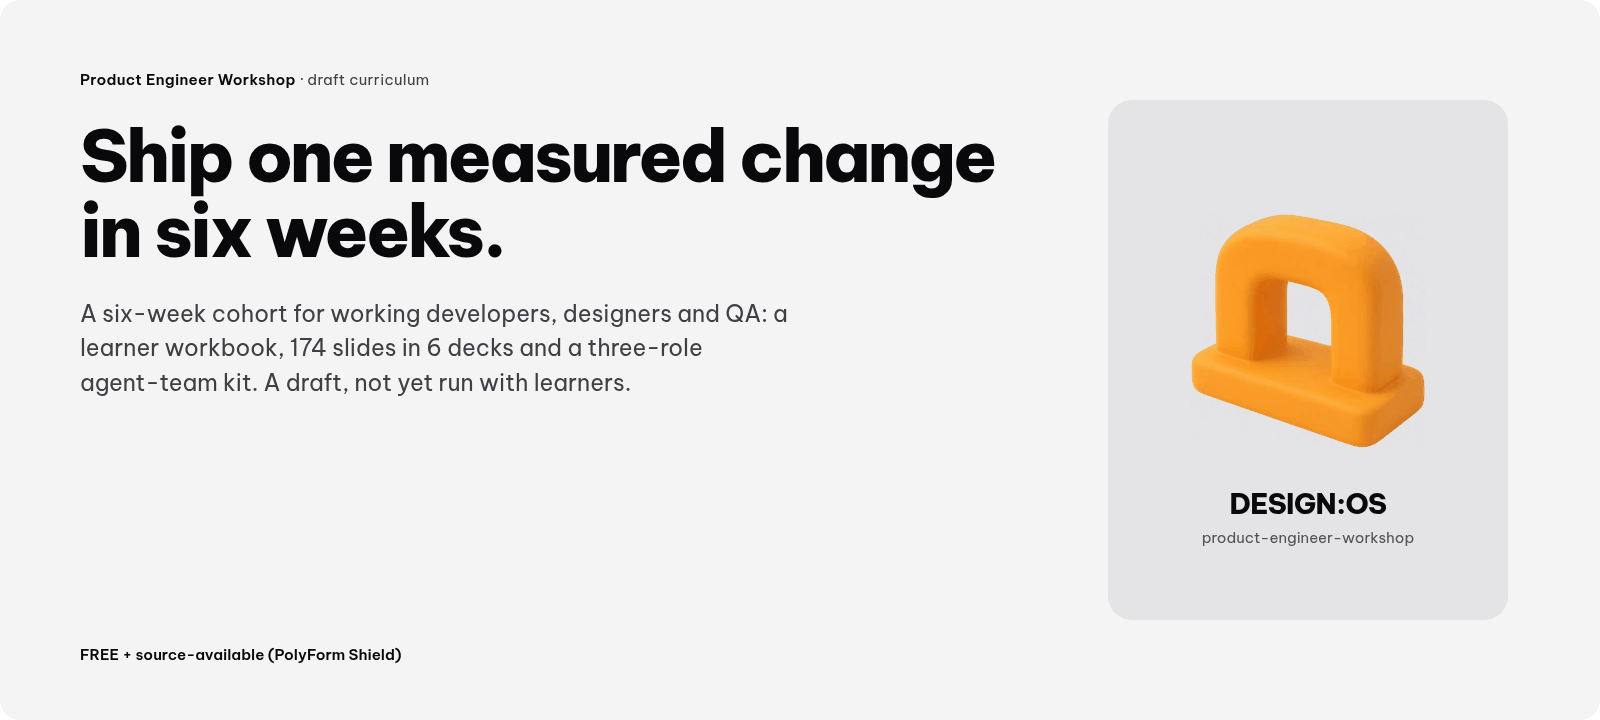 Product Engineer Workshop · draft curriculum
Ship one measured change
in six weeks.
A six-week cohort for working developers, designers and QA: a
learner workbook, 174 slides in 6 decks and a three-role
agent-team kit. A draft, not yet run with learners.
DESIGN:OS
product-engineer-workshop
FREE + source-available (PolyForm Shield)